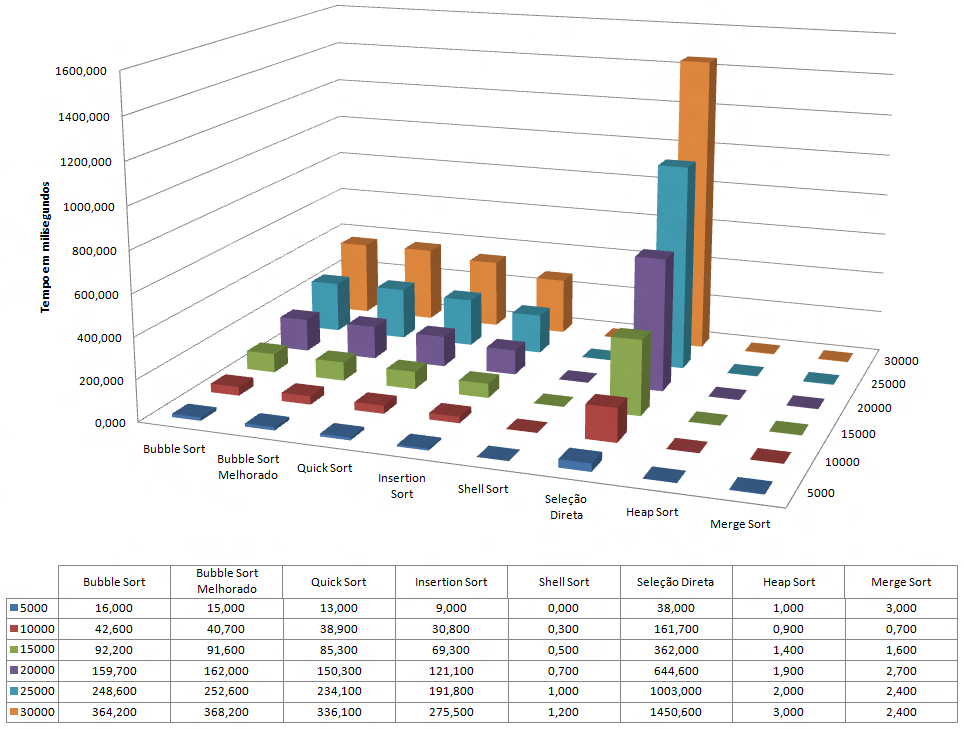 1600,000
1400,000
1200,000
1000,000
800,000
600,000
400,000
200,000
0,000
Tempo em milisegundos
Bubble Sort
Bubble Sort
Melhorado
Quick Sort
Insertion
Sort
Shell Sort
Seleção
Direta
Heap Sort
Merge Sort
30000
25000
20000
15000
10000
5000
Bubble Sort Bubble Sort Melhorado Quick Sort Insertion Sort Shell Sort Seleção Direta Heap Sort Merge Sort
5000 16,000 15,000 13,000 9,000 0,000 38,000 1,000 3,000
10000 42,600 40,700 38,900 30,800 0,300 161,700 0,900 0,700
15000 92,200 91,600 85,300 69,300 0,500 362,000 1,400 1,600
20000 159,700 162,000 150,300 121,100 0,700 644,600 1,900 2,700
25000 248,600 252,600 234,100 191,800 1,000 1003,000 2,000 2,400
30000 364,200 368,200 336,100 275,500 1,200 1450,600 3,000 2,400